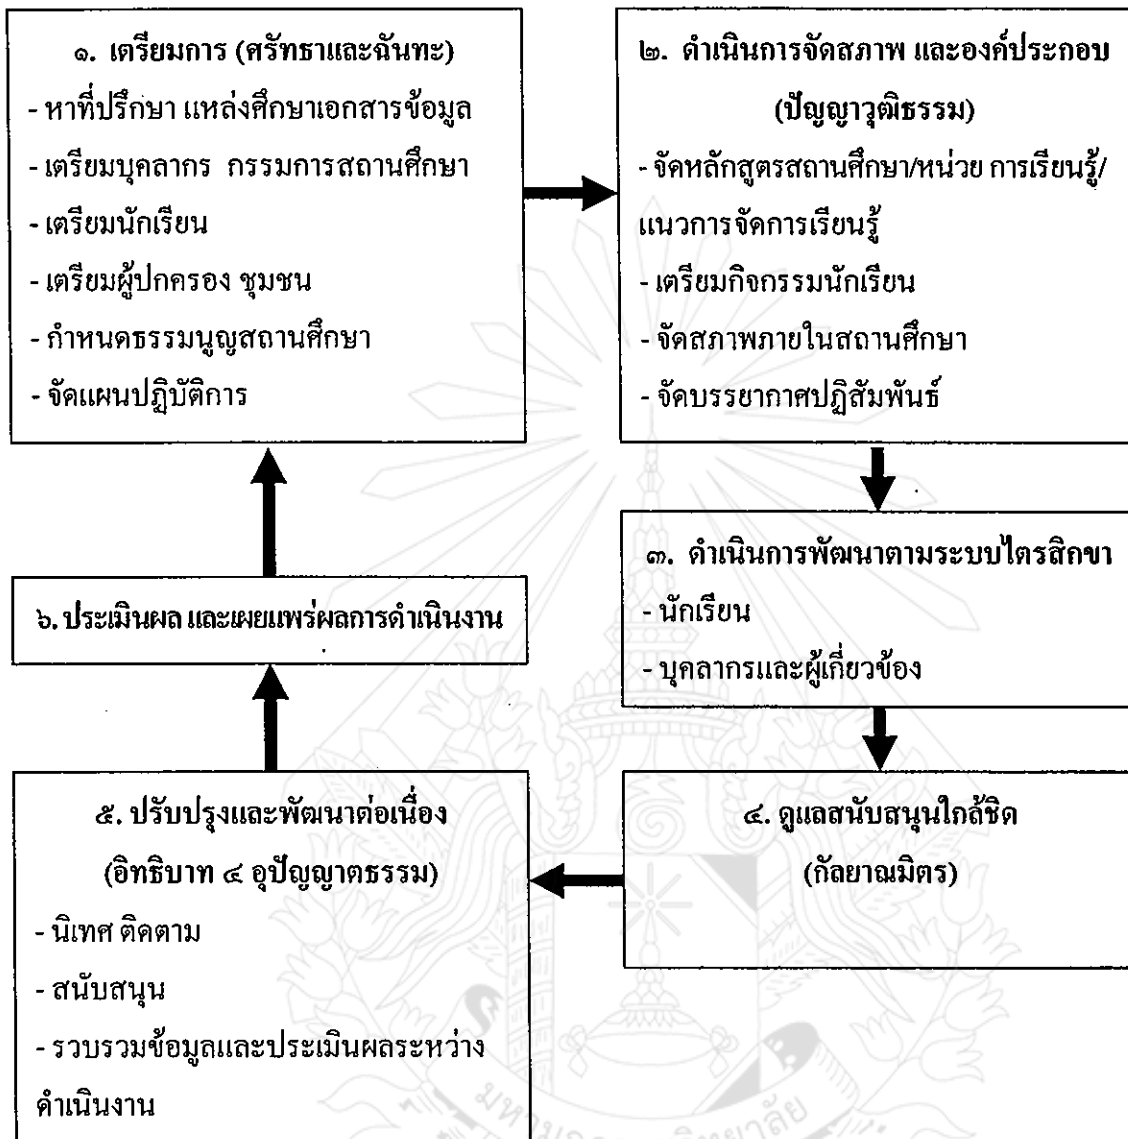 ๑. เตรียมการ (ศรัทธาและฉันทะ)
- หาที่ปรึกษา แหล่งศึกษาเอกสารข้อมูล
- เตรียมบุคลากร กรรมการสถานศึกษา
- เตรียมนักเรียน
- เตรียมผู้ปกครอง ชุมชน
- กำหนดธรรมนูญสถานศึกษา
- จัดแผนปฏิบัติการ
๒. ดำเนินการจัดสภาพ และองค์ประกอบ
(ปัญญาวุฒิธรรม)
- จัดหลักสูตรสถานศึกษา/หน่วย การเรียนรู้/
แนวการจัดการเรียนรู้
- เตรียมกิจกรรมนักเรียน
- จัดสภาพภายในสถานศึกษา
- จัดบรรยากาศปฏิสัมพันธ์
๓. ดำเนินการพัฒนาตามระบบไตรสิกขา
- นักเรียน
- บุคลากรและผู้เกี่ยวข้อง
๔. ดูแลสนับสนุนใกล้ชิด
(กัลยาณมิตร)
๕. ปรับปรุงและพัฒนาต่อเนื่อง
(อิทธิบาท ๔ อุปัญญาตธรรม)
- นิเทศ ติดตาม
- สนับสนุน
- รวบรวมข้อมูลและประเมินผลระหว่าง
ดำเนินงาน
๖. ประเมินผล และเผยแพร่ผลการดำเนินงาน